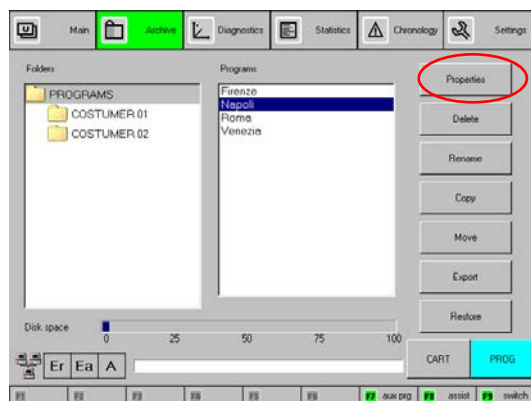 Main Archive Diagnostics Statistics Chronology Settings
Folders
Programs
PROGRAMS
COSTUMER 01
COSTUMER 02
Firenze
Napoli
Roma
Venezia
Properties
Delete
Rename
Copy
Move
Export
Restore
Disk space
0 25 50 75 100
Er Ea A
CART PROG
F1 F2 F3 F4 F5 F6 F7 aux prg F8 assist F9 switch